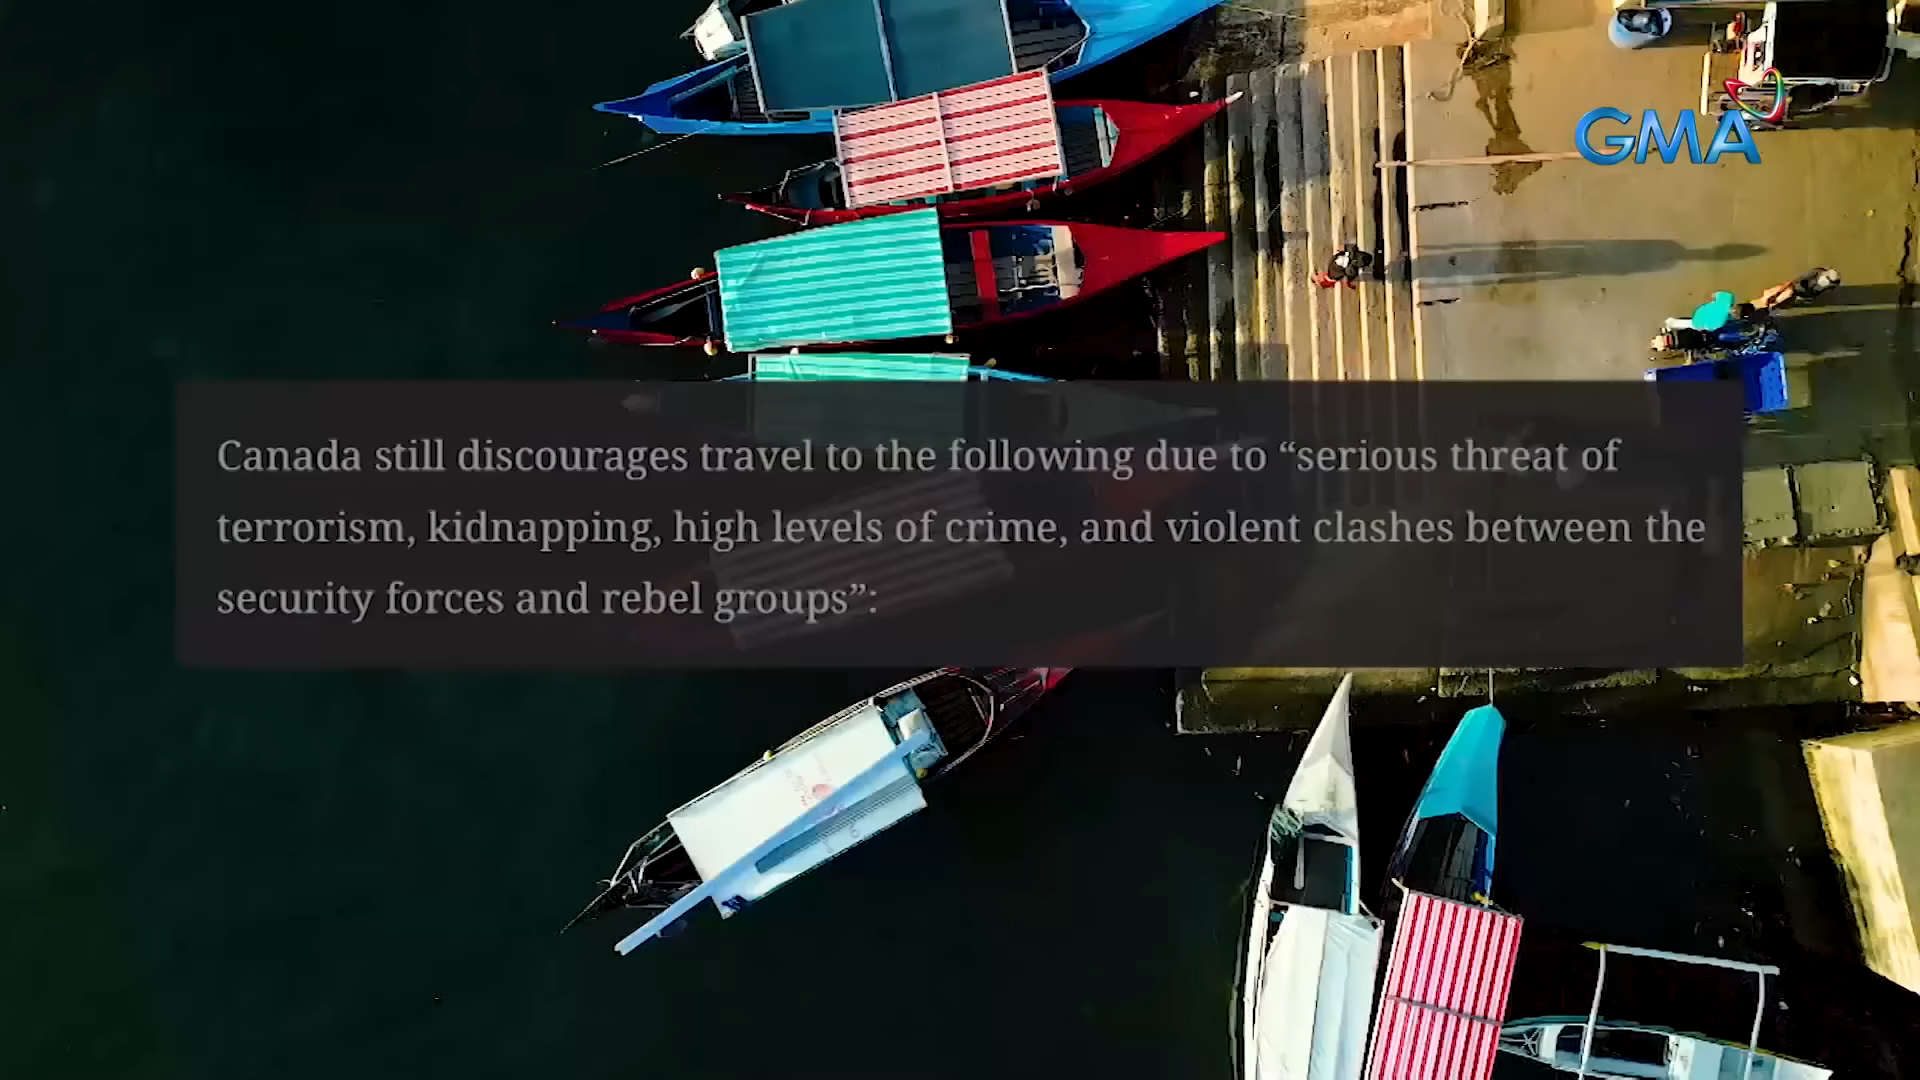 GMA
Canada still discourages travel to the following due to “serious threat of
terrorism, kidnapping, high levels of crime, and violent clashes between the
security forces and rebel groups”: